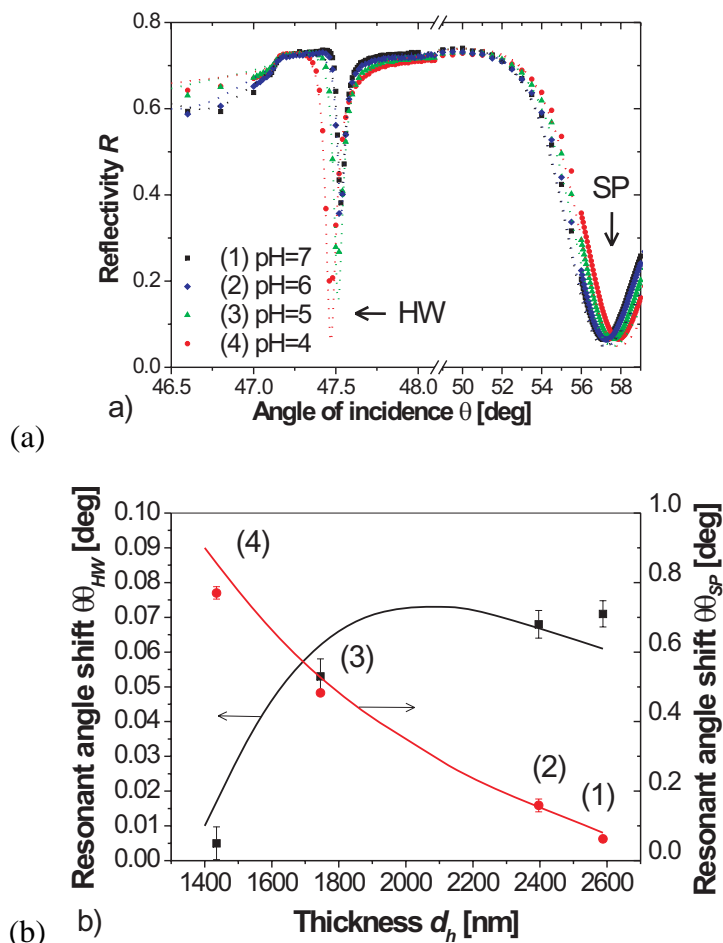 0.8
0.6
0.4
0.2
0.0
Reflectivity R
SP
HW
(1) pH=7
(2) pH=6
(3) pH=5
(4) pH=4
46.5 47.0 47.5 48.0 50 52 54 56 58
a) Angle of incidence θ [deg]
(a)
0.10
0.09
0.08
0.07
0.06
0.05
0.04
0.03
0.02
0.01
0.00
Resonant angle shift θθHW [deg]
1.0
0.8
0.6
0.4
0.2
0.0
Resonant angle shift θθSP [deg]
(4)
(3)
(2)
(1)
1400 1600 1800 2000 2200 2400 2600
(b) b) Thickness dh [nm]